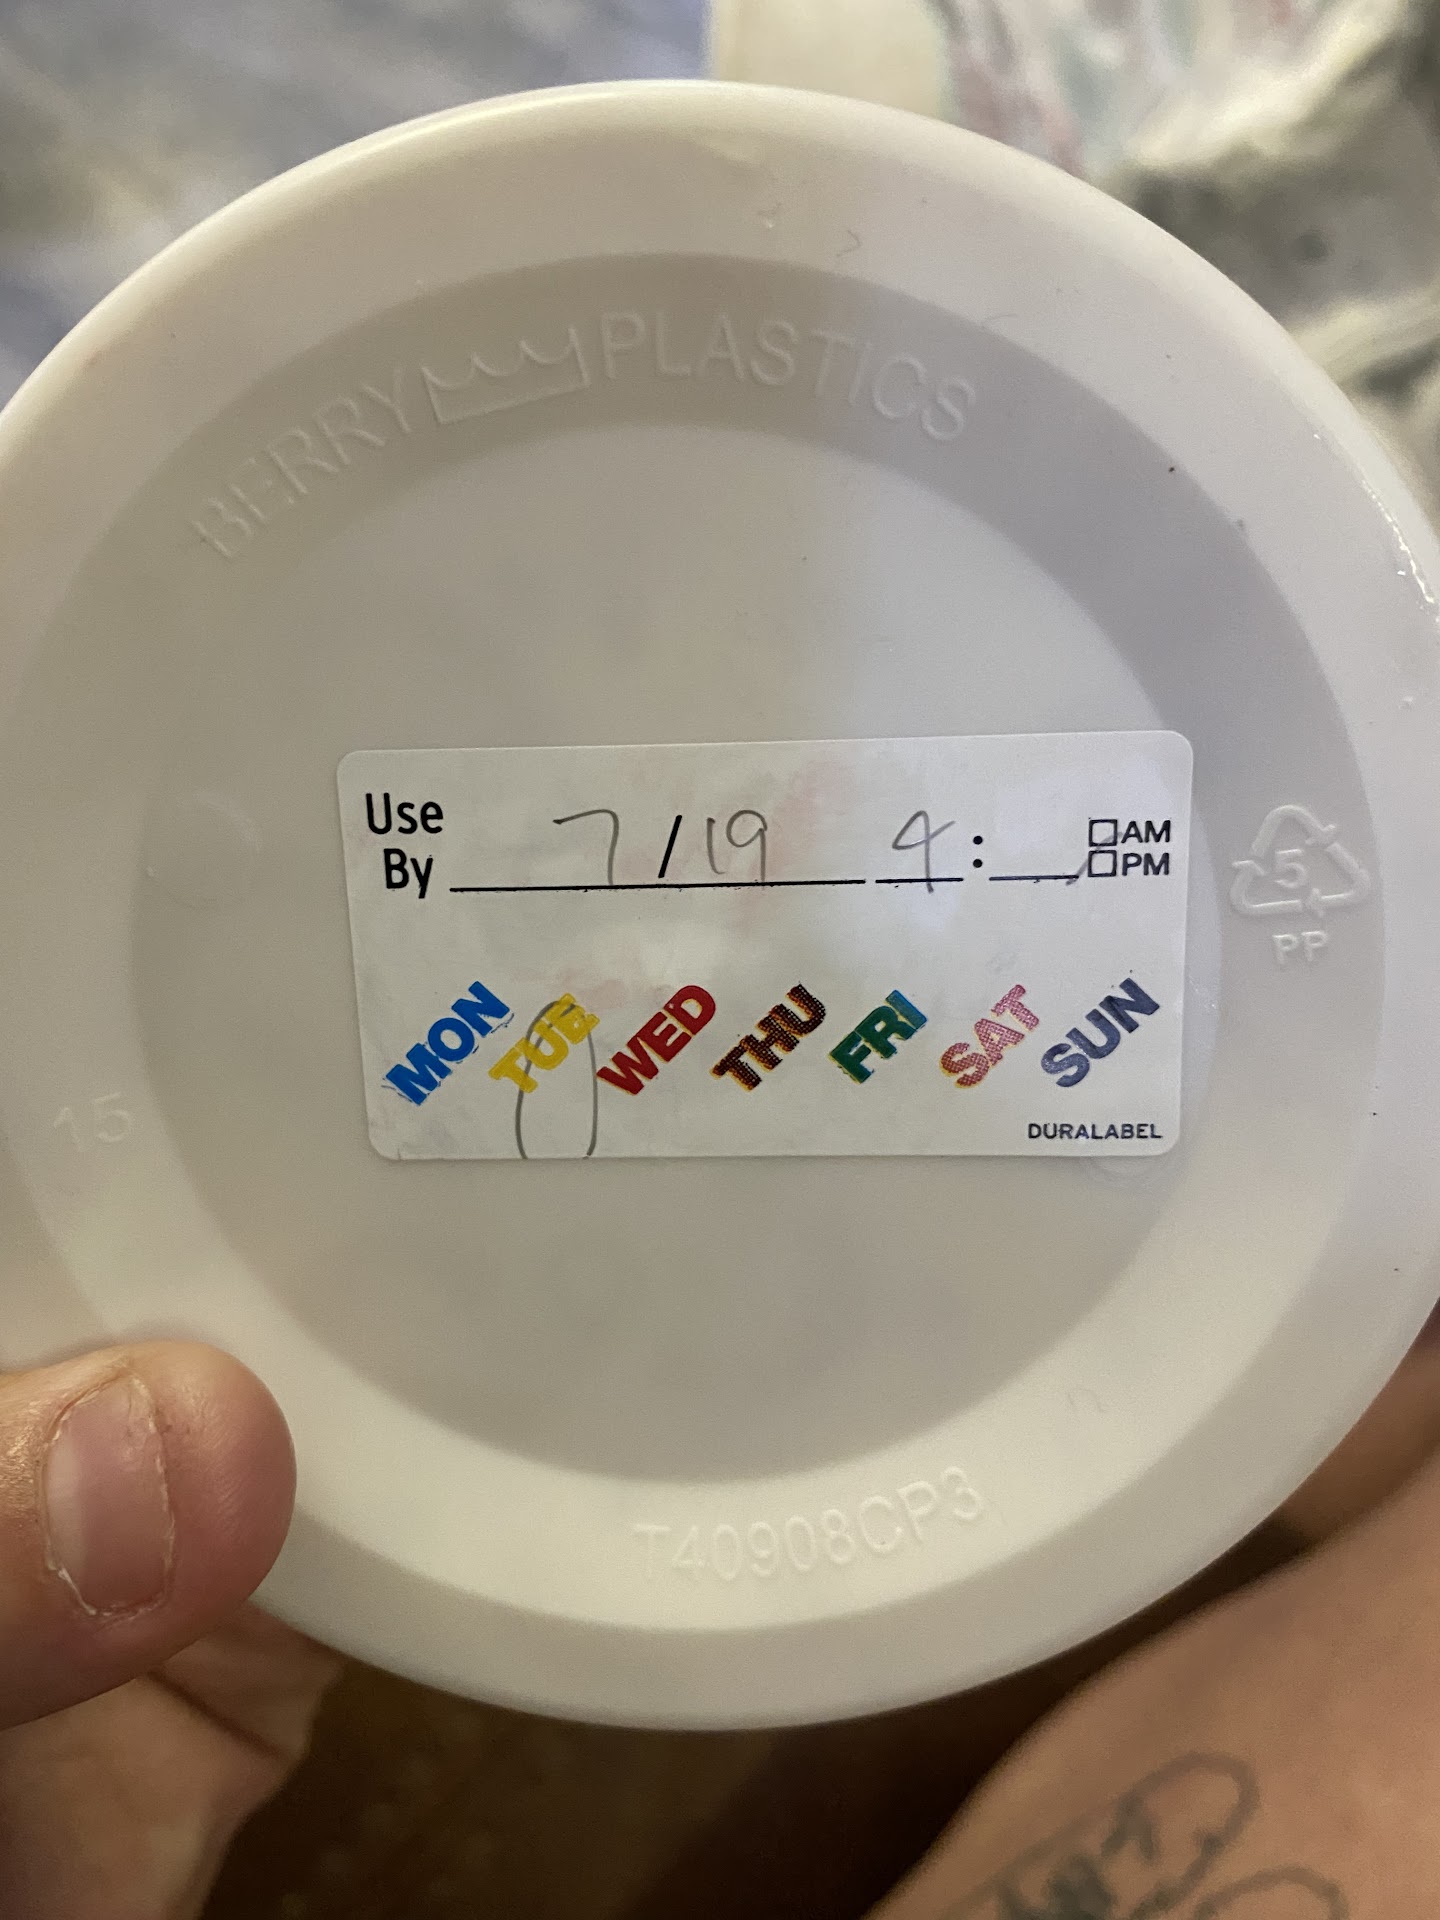 BERRY PLASTICS
Use
By 7/19 4: AM
PM
MON TUE WED THU FRI SAT SUN
DURALABEL
5
PP
15
T40908CP3